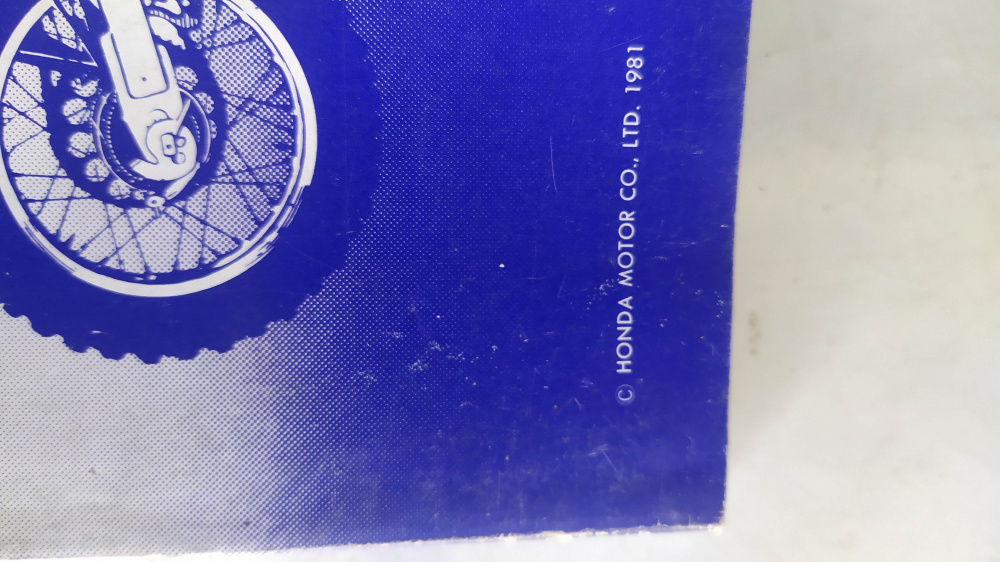 © HONDA MOTOR CO., LTD. 1981